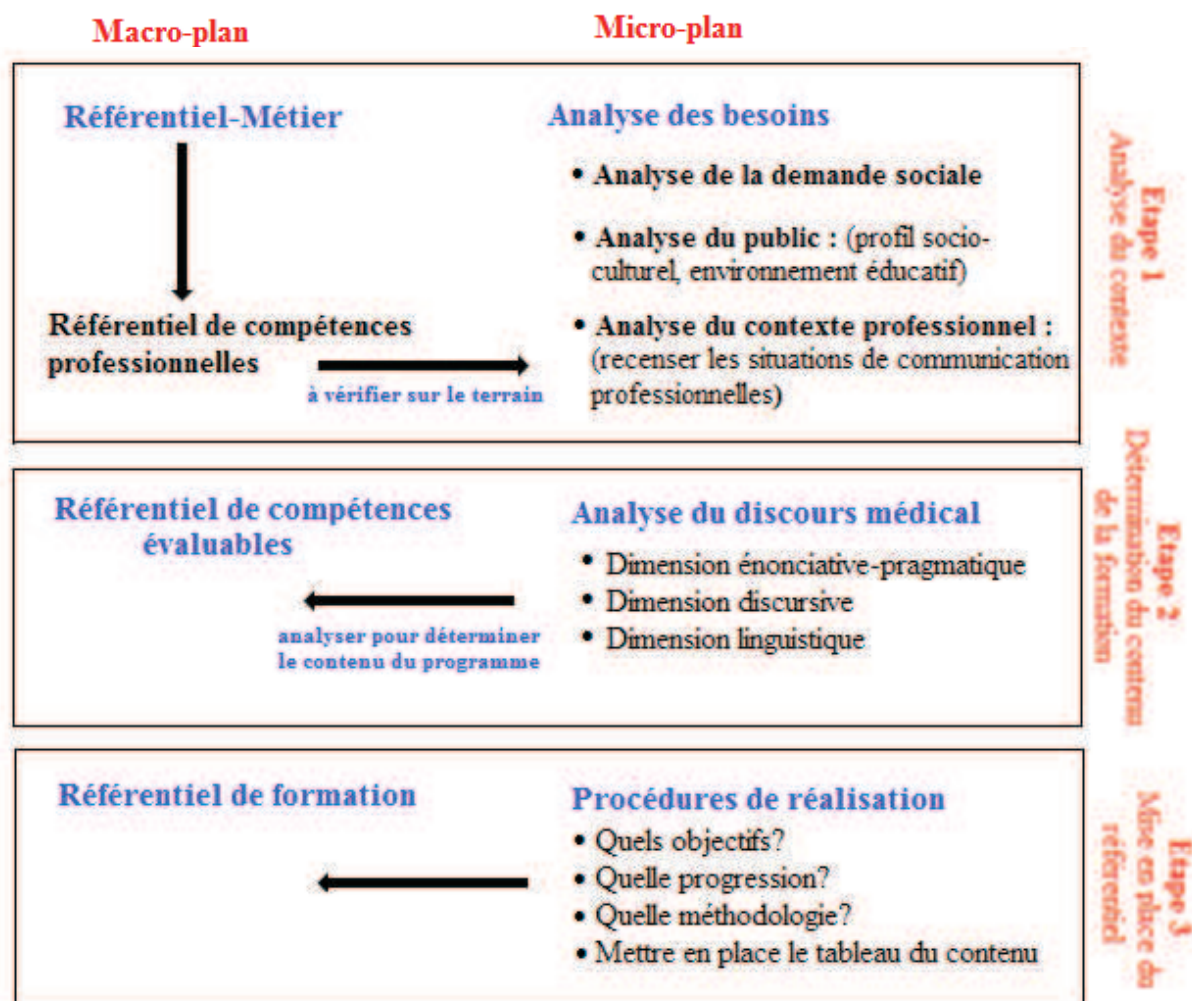 Macro-plan
Micro-plan
Référentiel-Métier
Référentiel de compétences
professionnelles
à vérifier sur le terrain
Analyse des besoins
• Analyse de la demande sociale
• Analyse du public : (profil socio-
culturel, environnement éducatif)
• Analyse du contexte professionnel :
(recenser les situations de communication
professionnelles)
Etape 1
Analyse du contexte
Référentiel de compétences
évaluables
analyser pour déterminer
le contenu du programme
Analyse du discours médical
• Dimension énonciative-pragmatique
• Dimension discursive
• Dimension linguistique
Etape 2
Détermination du contenu
de la formation
Référentiel de formation
Procédures de réalisation
• Quels objectifs?
• Quelle progression?
• Quelle méthodologie?
• Mettre en place le tableau du contenu
Etape 3
Mise en place du
référentiel